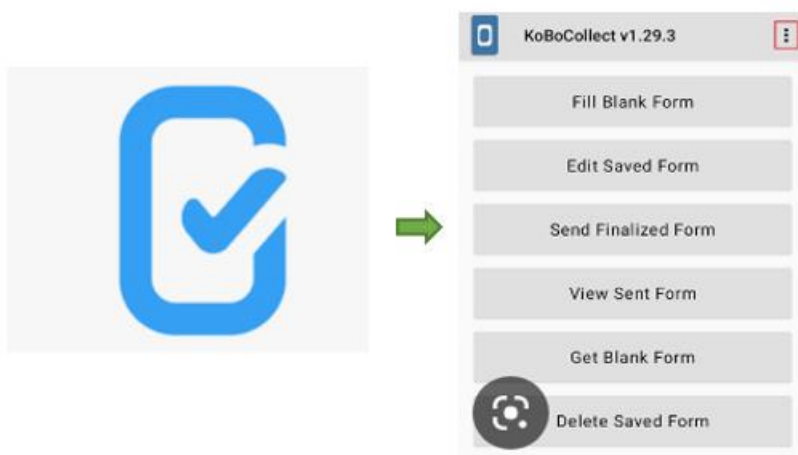 KoBoCollect v1.29.3
Fill Blank Form
Edit Saved Form
Send Finalized Form
View Sent Form
Get Blank Form
Delete Saved Form